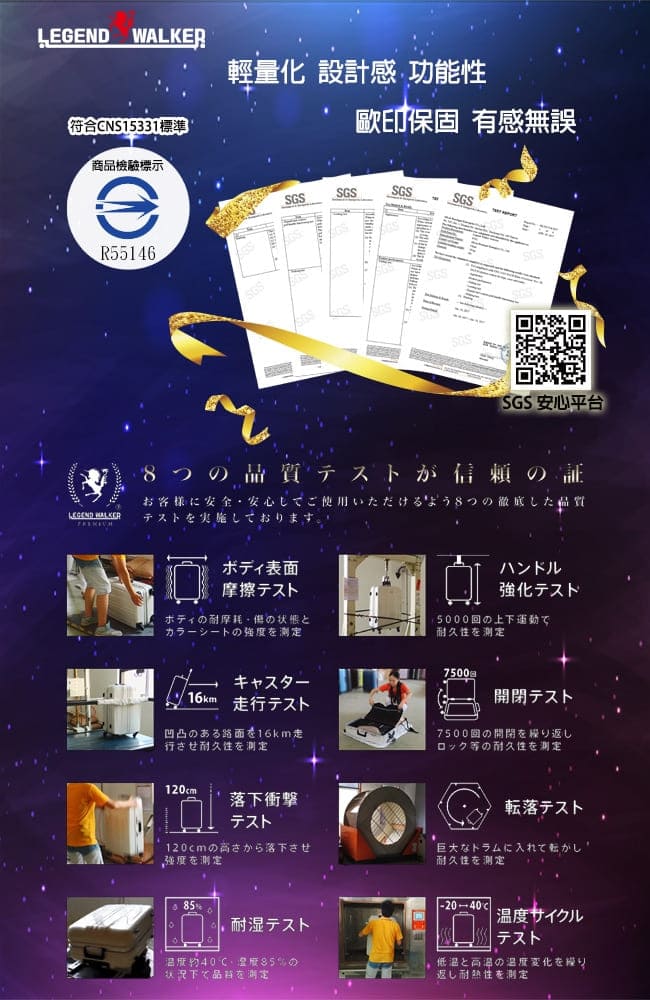 LEGEND WALKER
輕量化 設計感 功能性
歐印保固 有感無誤
符合CNS15331標準
商品檢驗標示
R55146
SGS
SGS
SGS
SGS
SGS
TEST REPORT
SGS 安心平台
8つの品質テストが信頼の証
LEGEND WALKER
PREMIUM
お客様に安全・安心してご使用いただけるよう8つの徹底した品質
テストを実施しております。
ボディ表面
摩擦テスト
ボディの耐摩耗・傷の状態と
カラーシートの強度を測定
ハンドル
強化テスト
5000回の上下運動で
耐久性を測定
16km
キャスター
走行テスト
凹凸のある路面を16km走
行させ耐久性を測定
7500回
開閉テスト
7500回の開閉を繰り返し
ロック等の耐久性を測定
120cm
落下衝撃
テスト
120cmの高さから落下させ
強度を測定
転落テスト
巨大なドラムに入れて転がし
耐久性を測定
85%
耐湿テスト
温度約40℃・湿度85%の
状況下で品質を測定
-20↔40℃
温度サイクル
テスト
低温と高温の温度変化を繰り
返し耐熱性を測定